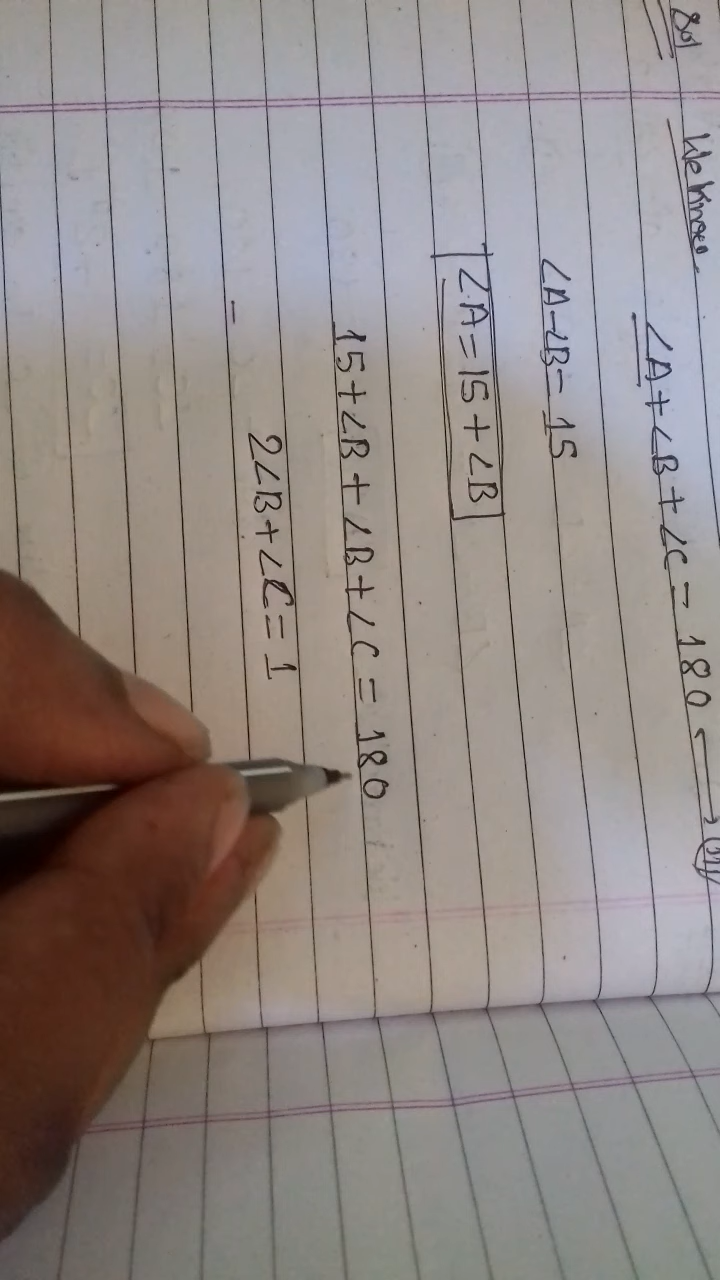 Sol
We know.
∠A+∠B+∠C = 180 ⟶
∠A-∠B= 15
∠A = 15 + ∠B
15+∠B + ∠B+∠C = 180
2∠B+∠C = 1